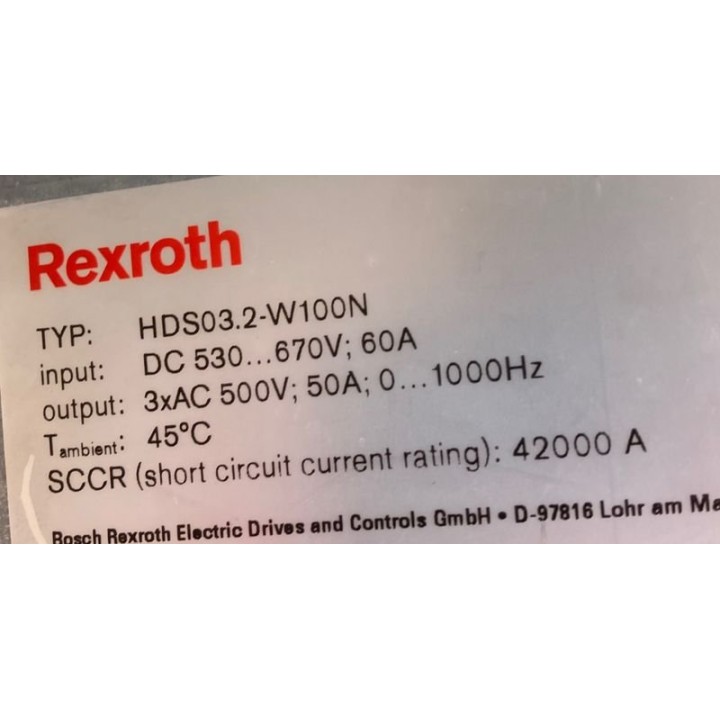 Rexroth
TYP: HDS03.2-W100N
input: DC 530...670V; 60A
output: 3xAC 500V; 50A; 0...1000Hz
Tambient: 45°C
SCCR (short circuit current rating): 42000 A
Bosch Rexroth Electric Drives and Controls GmbH • D-97816 Lohr am